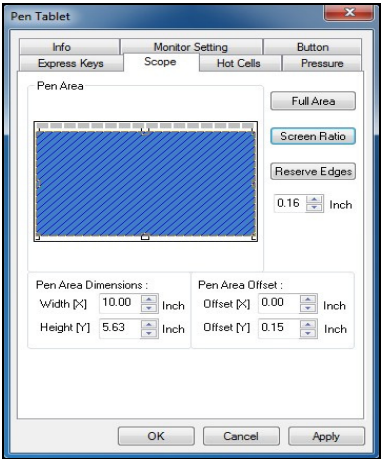 Pen Tablet
Info Monitor Setting Button
Express Keys Scope Hot Cells Pressure
Pen Area
Full Area
Screen Ratio
Reserve Edges
0.16 Inch
Pen Area Dimensions : Pen Area Offset :
Width [X] 10.00 Inch Offset [X] 0.00 Inch
Height [Y] 5.63 Inch Offset [Y] 0.15 Inch
OK Cancel Apply